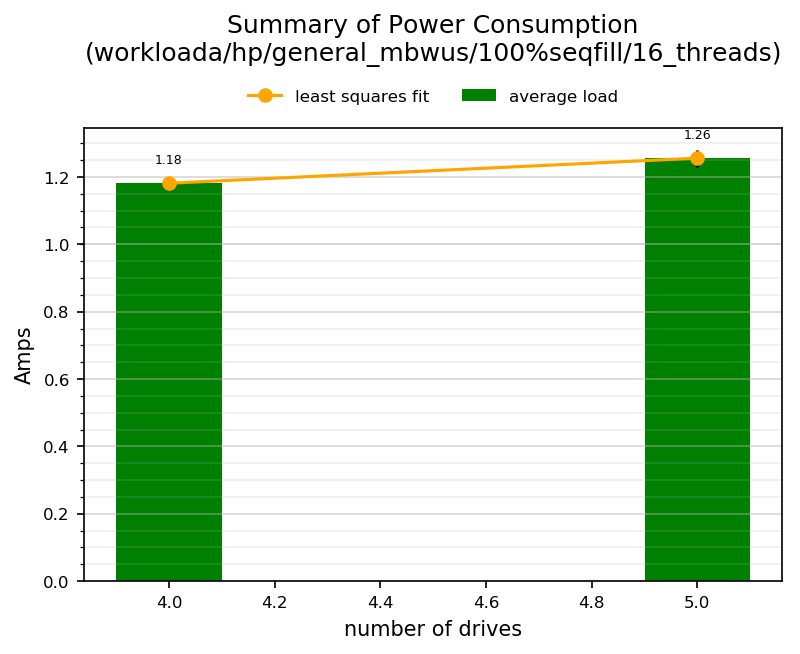 Summary of Power Consumption
(workloada/hp/general_mbwus/100%seqfill/16_threads)
least squares fit
average load
1.18
1.26
1.2
1.0
0.8
0.6
0.4
0.2
0.0
Amps
4.0
4.2
4.4
4.6
4.8
5.0
number of drives